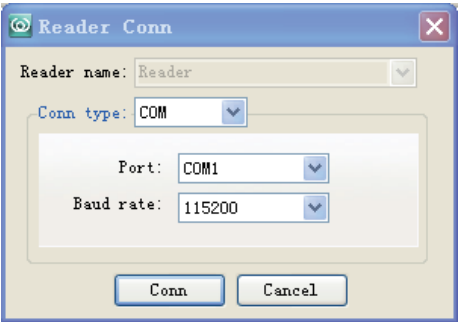 Reader Conn
Reader name: Reader
Conn type: COM
Port: COM1
Baud rate: 115200
Conn Cancel